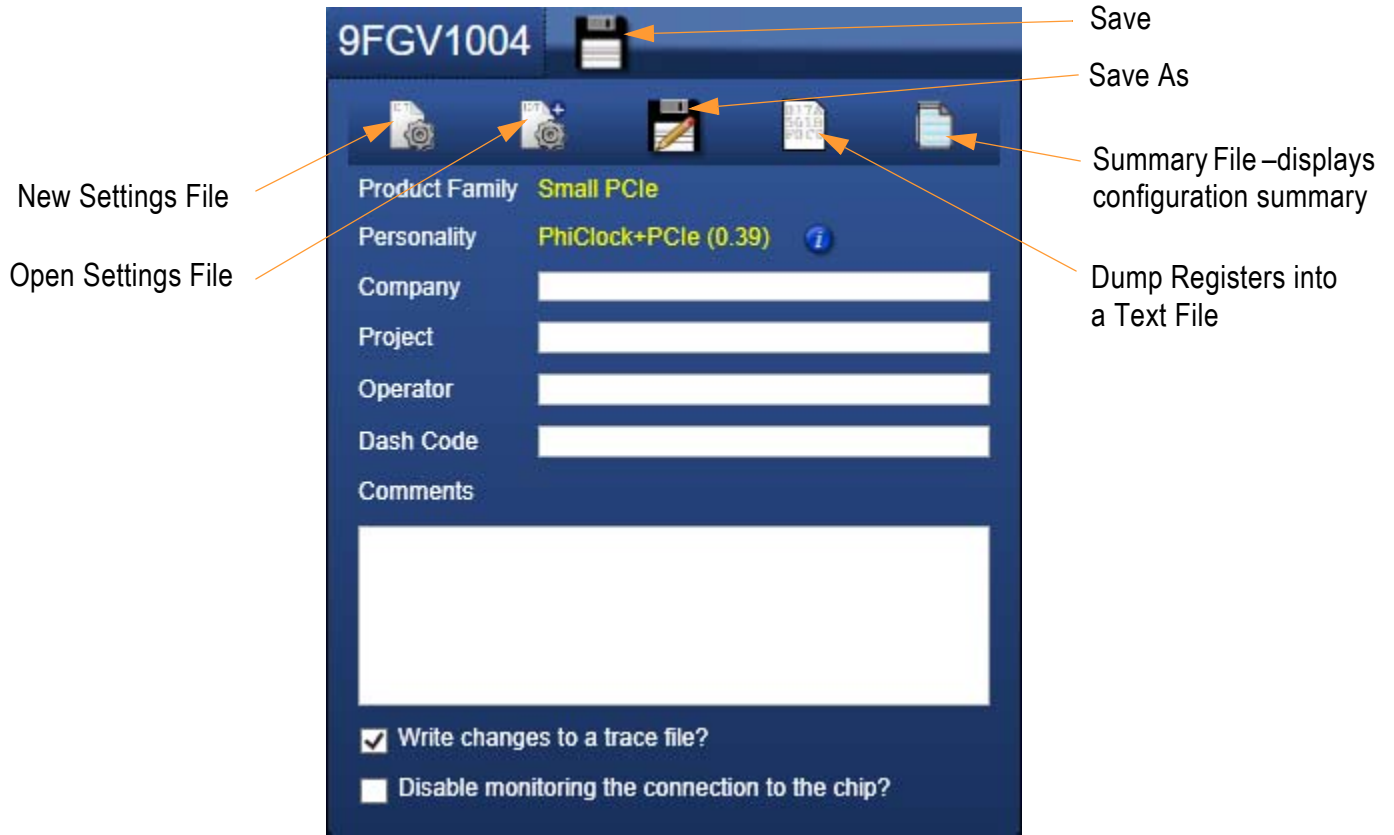 9FGV1004
Save
Save As
Summary File –displays
configuration summary
New Settings File
Product Family Small PCIe
Personality PhiClock+PCIe (0.39)
Open Settings File
Company
Dump Registers into
a Text File
Project
Operator
Dash Code
Comments
Write changes to a trace file?
Disable monitoring the connection to the chip?